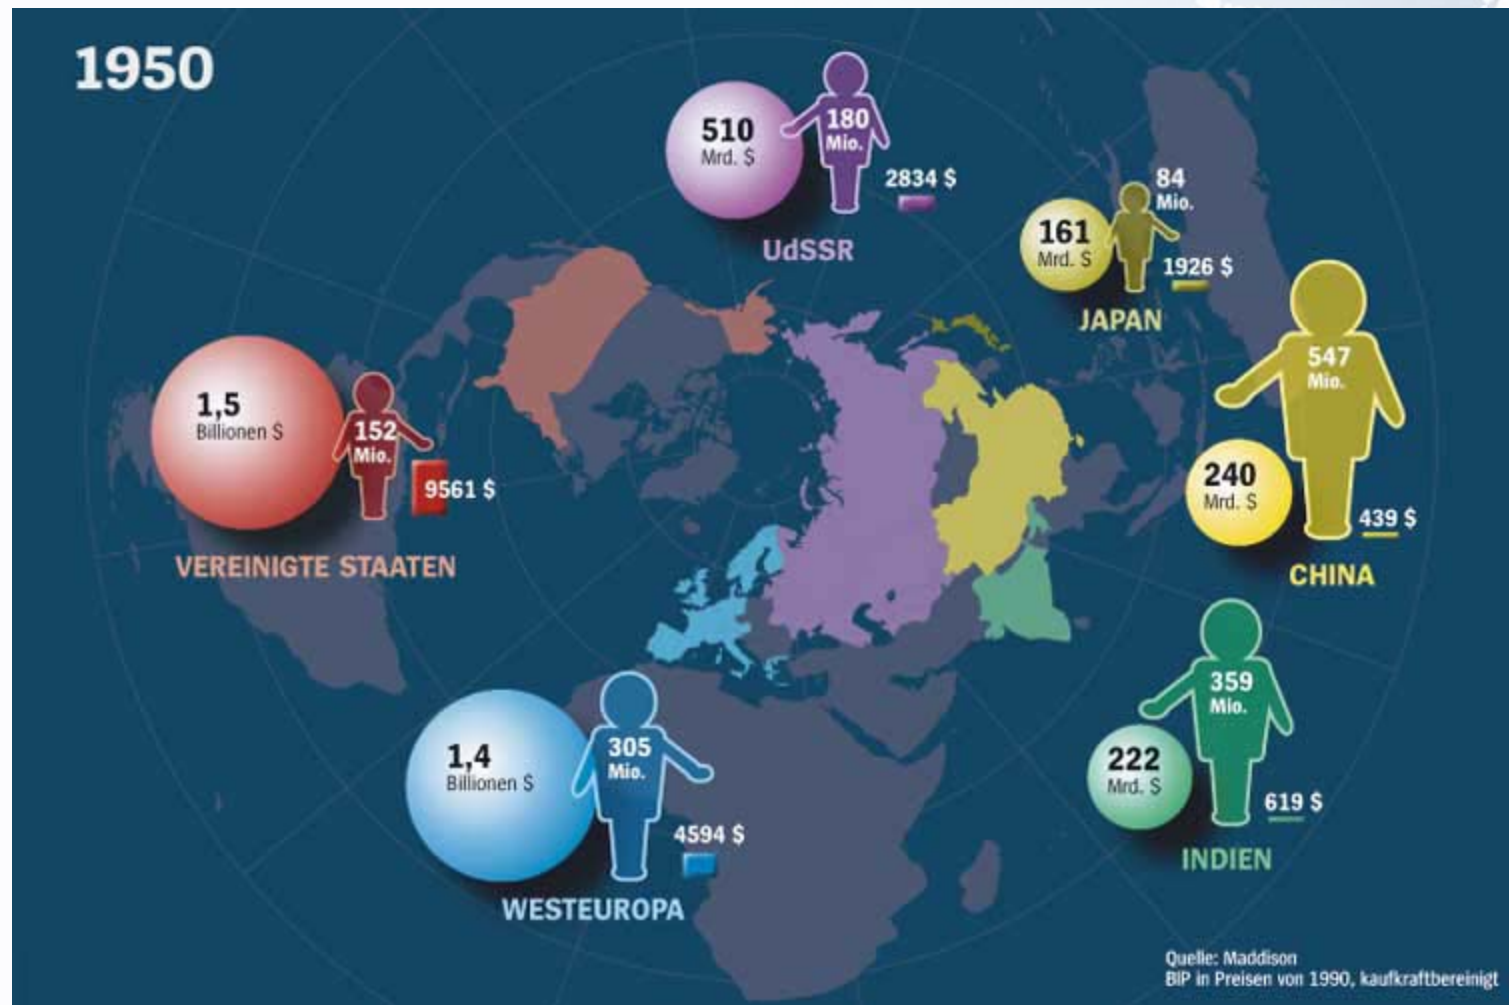 1950
510
Mrd. $
180
Mio.
2834 $
UdSSR
161
Mrd. $
84
Mio.
1926 $
JAPAN
547
Mio.
240
Mrd. $
439 $
CHINA
1,5
Billionen $
152
Mio.
9561 $
VEREINIGTE STAATEN
1,4
Billionen $
305
Mio.
4594 $
WESTEUROPA
359
Mio.
222
Mrd. $
619 $
INDIEN
Quelle: Maddison
BIP in Preisen von 1990, kaufkraftbereinigt